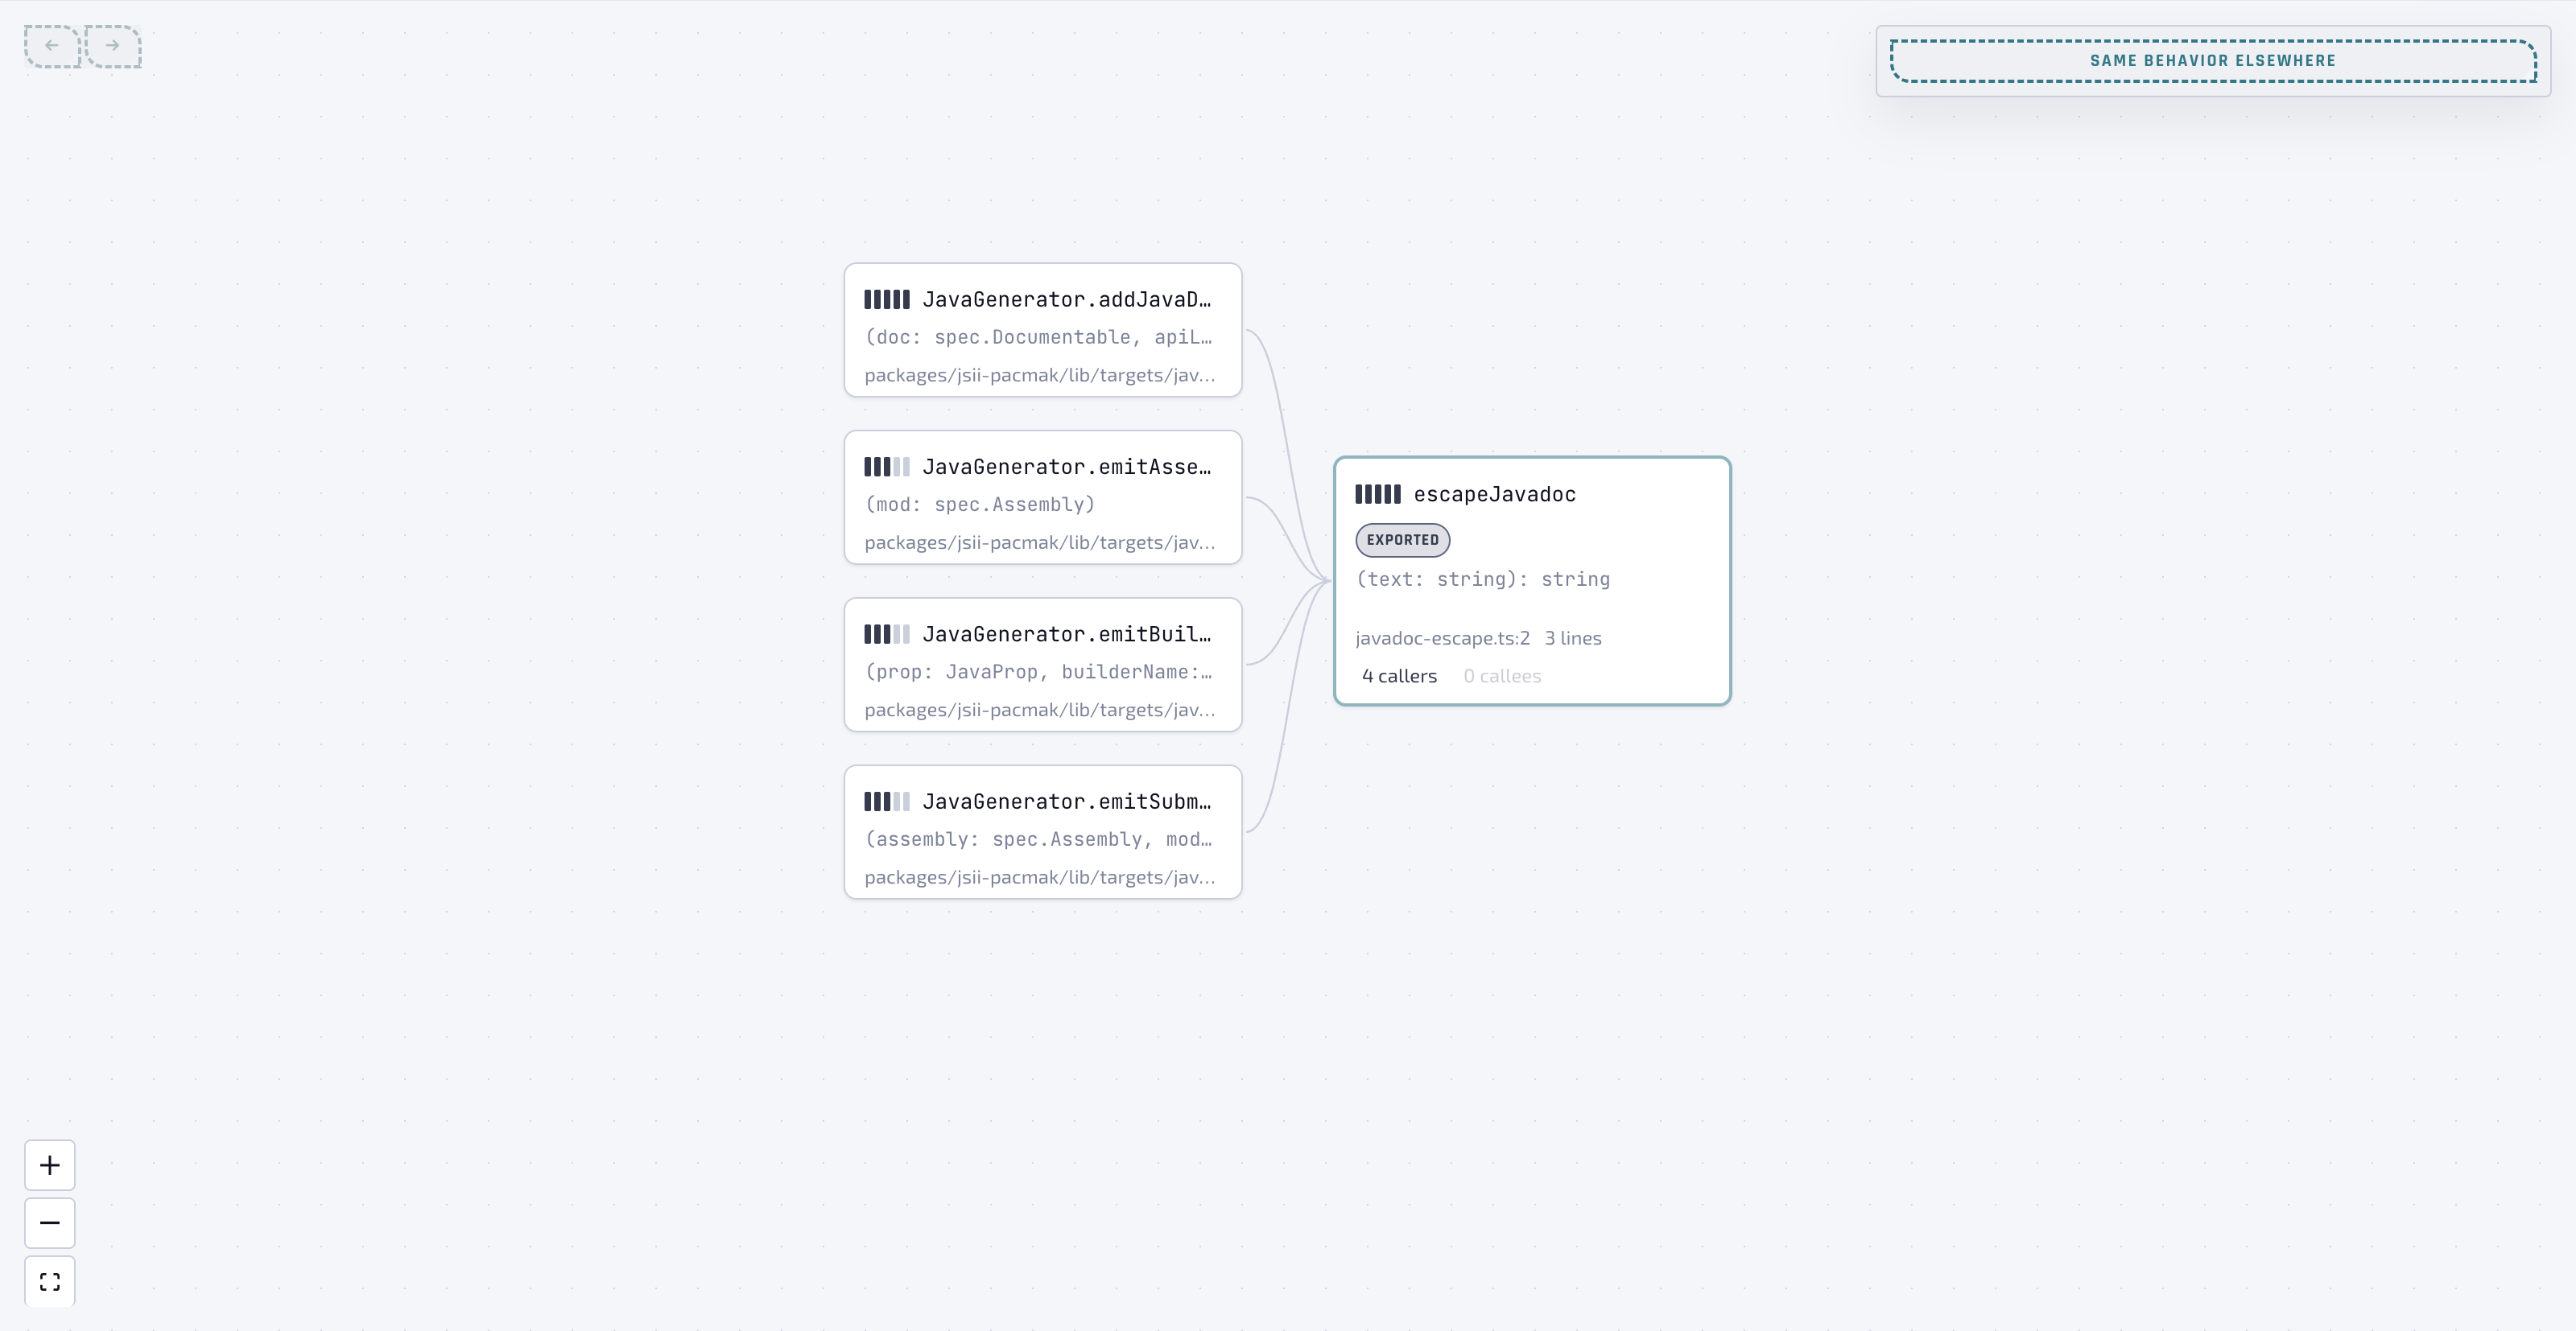 SAME BEHAVIOR ELSEWHERE
JavaGenerator.addJavaD…
(doc: spec.Documentable, apiL…
packages/jsii-pacmak/lib/targets/jav…
JavaGenerator.emitAsse…
(mod: spec.Assembly)
packages/jsii-pacmak/lib/targets/jav…
JavaGenerator.emitBuil…
(prop: JavaProp, builderName:…
packages/jsii-pacmak/lib/targets/jav…
JavaGenerator.emitSubm…
(assembly: spec.Assembly, mod…
packages/jsii-pacmak/lib/targets/jav…
escapeJavadoc
EXPORTED
(text: string): string
javadoc-escape.ts:2 3 lines
4 callers 0 callees